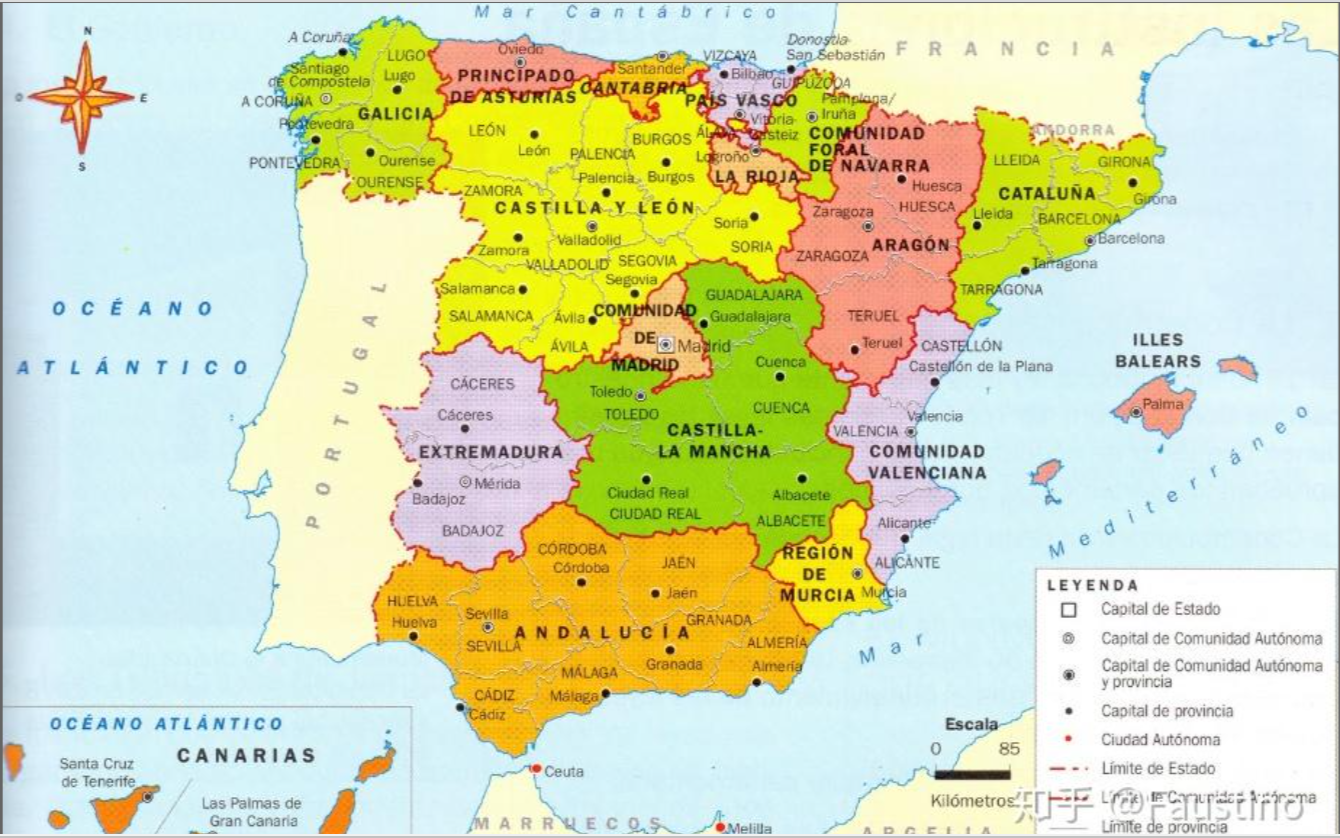 Mar Cantábrico
FRANCIA
ANDORRA
N
O
E
S
OCÉANO
ATLÁNTICO
PORTUGAL
A Coruña
LUGO
Lugo
Santiago
de Compostela
A CORUÑA
GALICIA
Pontevedra
PONTEVEDRA
Ourense
OURENSE
Oviedo
PRINCIPADO
DE ASTURIAS
Santander
CANTABRIA
VIZCAYA
Bilbao
Donostia-
San Sebastián
GUIPÚZCOA
PAÍS VASCO
Vitoria-
Gasteiz
ÁLAVA
Pamplona/
Iruña
COMUNIDAD
FORAL
DE NAVARRA
Logroño
LA RIOJA
LEÓN
León
PALENCIA
Palencia
BURGOS
Burgos
ZAMORA
CASTILLA Y LEÓN
Zamora
Valladolid
VALLADOLID
Soria
SORIA
SEGOVIA
Segovia
Salamanca
SALAMANCA
Ávila
ÁVILA
COMUNIDAD
DE
MADRID
Madrid
Huesca
HUESCA
Zaragoza
ZARAGOZA
ARAGÓN
TERUEL
Teruel
LLEIDA
GIRONA
CATALUÑA
Girona
Lleida
BARCELONA
Barcelona
Tarragona
TARRAGONA
GUADALAJARA
Guadalajara
Cuenca
CUENCA
Toledo
TOLEDO
CASTILLA-
LA MANCHA
Ciudad Real
CIUDAD REAL
Albacete
ALBACETE
CÁCERES
Cáceres
EXTREMADURA
Mérida
Badajoz
BADAJOZ
CASTELLÓN
Castellón de la Plana
Valencia
VALENCIA
COMUNIDAD
VALENCIANA
Alicante
ALICANTE
ILLES
BALEARS
Palma
Mar Mediterráneo
REGIÓN
DE
MURCIA
Murcia
CÓRDOBA
Córdoba
JAÉN
Jaén
HUELVA
Huelva
Sevilla
SEVILLA
ANDALUCÍA
GRANADA
Granada
ALMERÍA
Almería
MÁLAGA
Málaga
CÁDIZ
Cádiz
Ceuta
Melilla
MARRUECOS
ARGELIA
OCÉANO ATLÁNTICO
CANARIAS
Santa Cruz
de Tenerife
Las Palmas de
Gran Canaria
Escala
0 85
Kilómetros
LEYENDA
Capital de Estado
Capital de Comunidad Autónoma
Capital de Comunidad Autónoma
y provincia
Capital de provincia
Ciudad Autónoma
Límite de Estado
Límite de Comunidad Autónoma
Límite de provincia
知乎 @Faustino